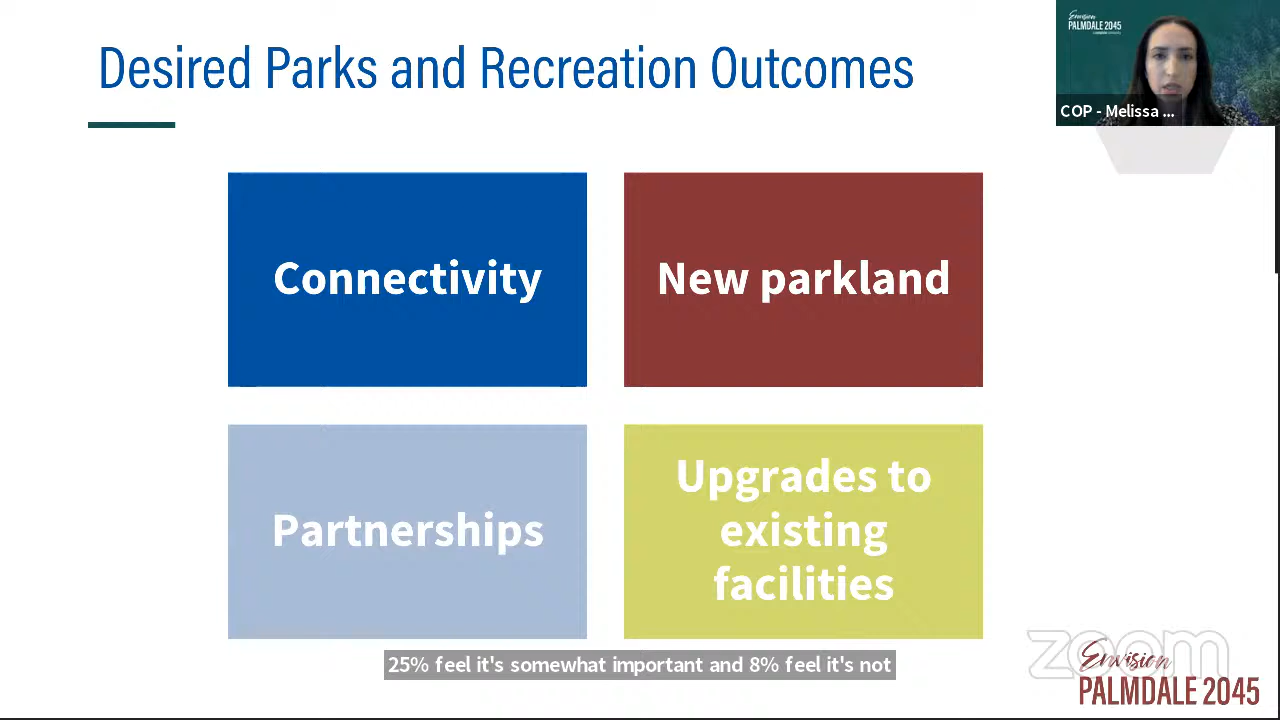 Desired Parks and Recreation Outcomes
Envision
PALMDALE 2045
COP - Melissa ...
Connectivity
New parkland
Partnerships
Upgrades to
existing
facilities
25% feel it's somewhat important and 8% feel it's not
zoom
Envision
PALMDALE 2045